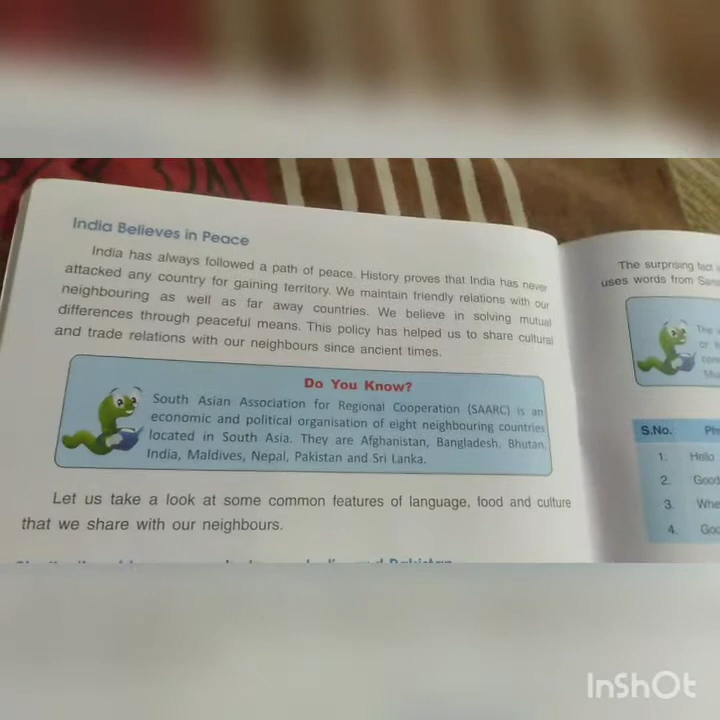 India Believes in Peace
India has always followed a path of peace. History proves that India has never
attacked any country for gaining territory. We maintain friendly relations with our
neighbouring as well as far away countries. We believe in solving mutual
differences through peaceful means. This policy has helped us to share cultural
and trade relations with our neighbours since ancient times.
Do You Know?
South Asian Association for Regional Cooperation (SAARC) is an
economic and political organisation of eight neighbouring countries
located in South Asia. They are Afghanistan, Bangladesh, Bhutan,
India, Maldives, Nepal, Pakistan and Sri Lanka.
Let us take a look at some common features of language, food and culture
that we share with our neighbours.
The surprising fact
uses words from
The
or
S.No.
1. Hello
2. Good
3.
4.
InShOt